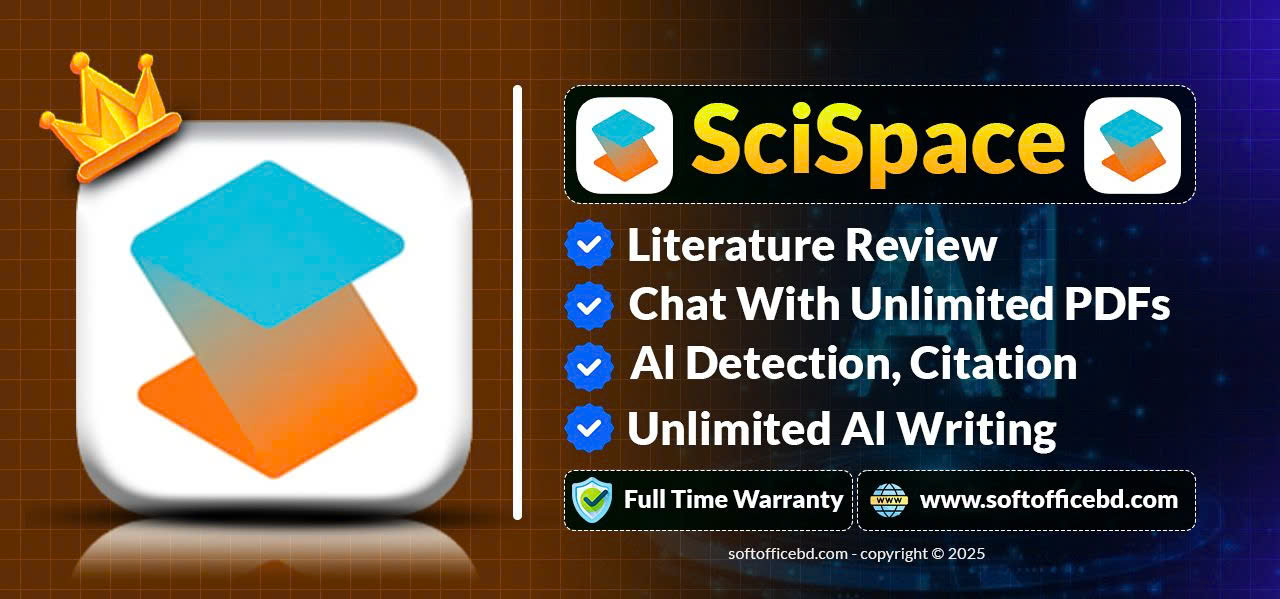 SciSpace
Literature Review
Chat With Unlimited PDFs
AI Detection, Citation
Unlimited AI Writing
Full Time Warranty
www.softofficebd.com
softofficebd.com - copyright © 2025
AI
WWW